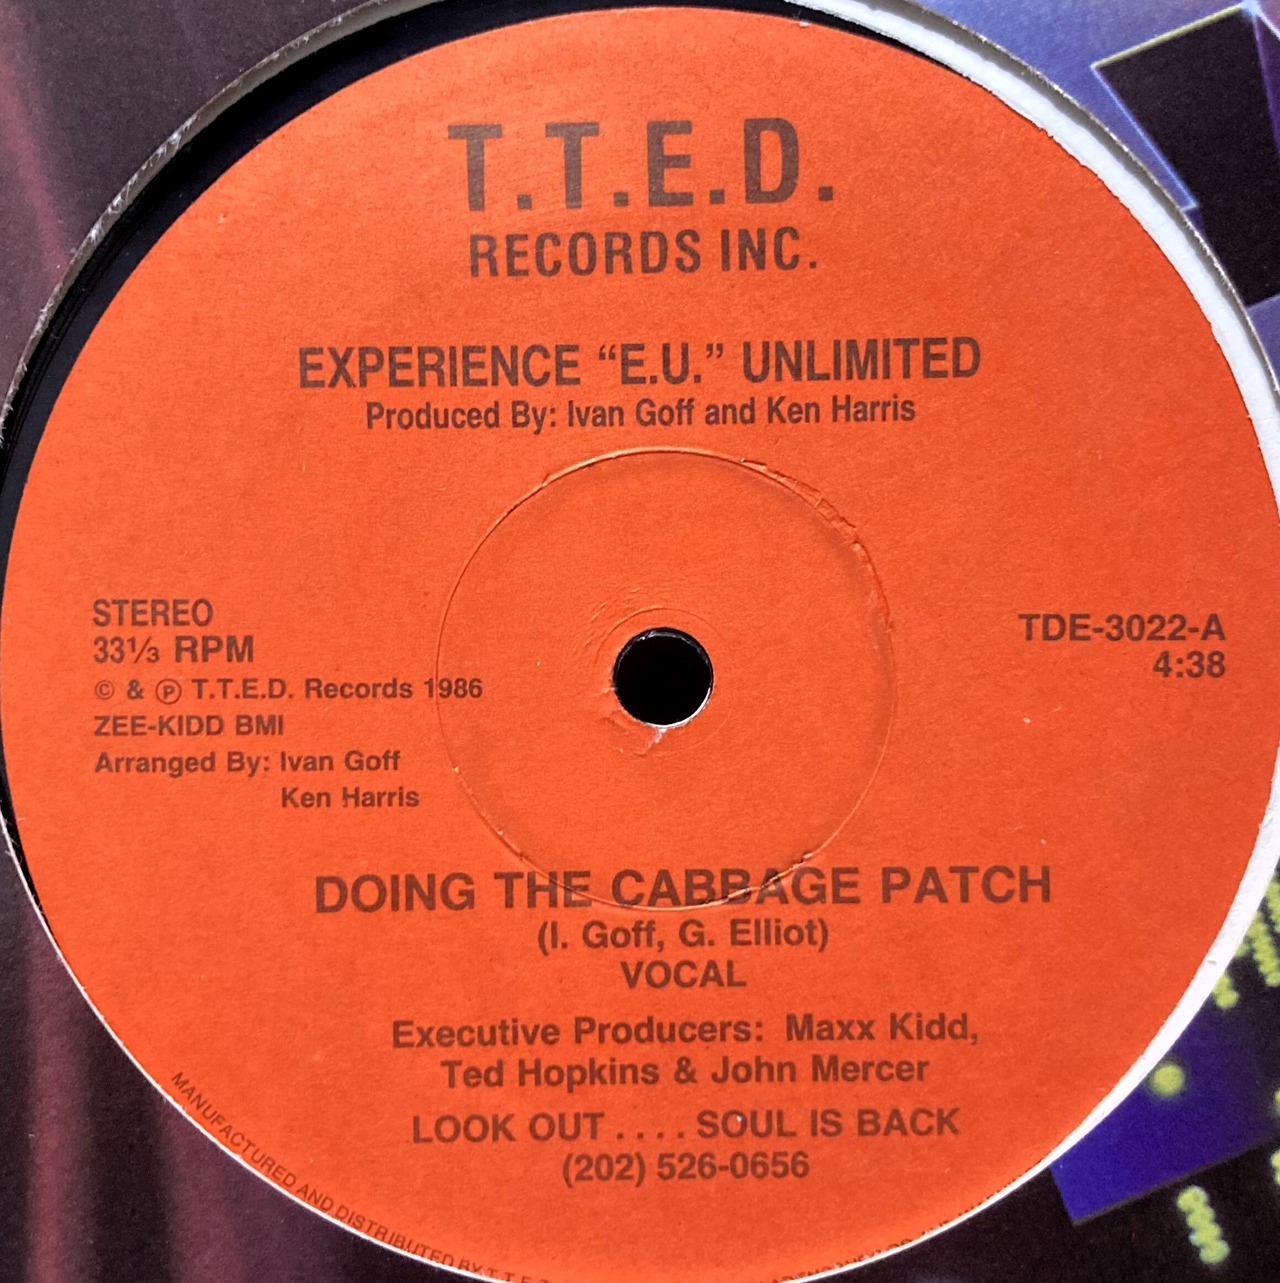 T.T.E.D.
RECORDS INC.
EXPERIENCE “E.U.” UNLIMITED
Produced By: Ivan Goff and Ken Harris
STEREO
33⅓ RPM
© & ℗ T.T.E.D. Records 1986
ZEE-KIDD BMI
Arranged By: Ivan Goff
Ken Harris
TDE-3022-A
4:38
DOING THE CABBAGE PATCH
(I. Goff, G. Elliot)
VOCAL
Executive Producers: Maxx Kidd,
Ted Hopkins & John Mercer
LOOK OUT .... SOUL IS BACK
(202) 526-0656
MANUFACTURED AND DISTRIBUTED BY T.T.E.